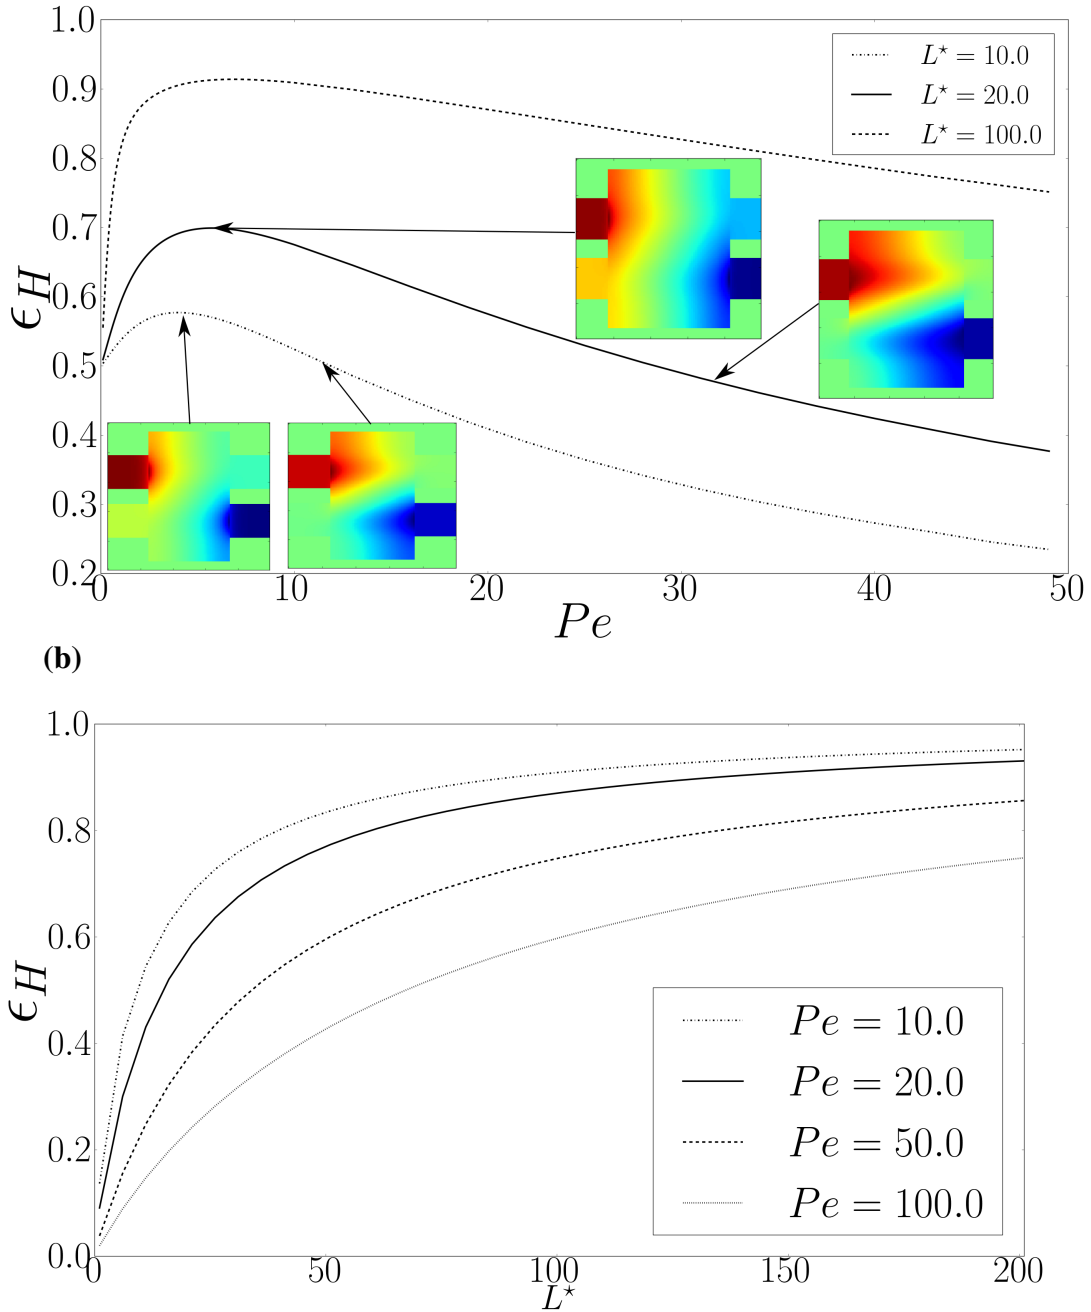 1.0
0.9
0.8
0.7
0.6
0.5
0.4
0.3
0.2
ϵH
L⋆ = 10.0
L⋆ = 20.0
L⋆ = 100.0
0 10 20 30 40 50
Pe
(b)
1.0
0.8
0.6
0.4
0.2
0.0
ϵH
Pe = 10.0
Pe = 20.0
Pe = 50.0
Pe = 100.0
0 50 100 150 200
L⋆